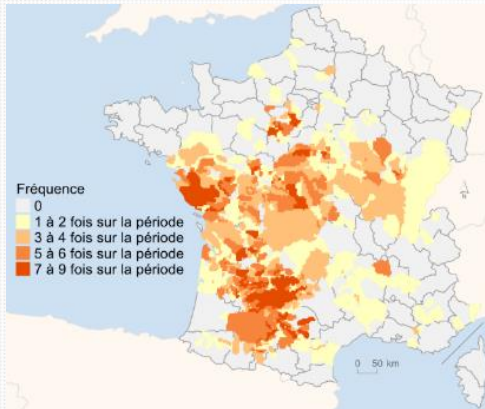 Fréquence
0
1 à 2 fois sur la période
3 à 4 fois sur la période
5 à 6 fois sur la période
7 à 9 fois sur la période
0 50 km